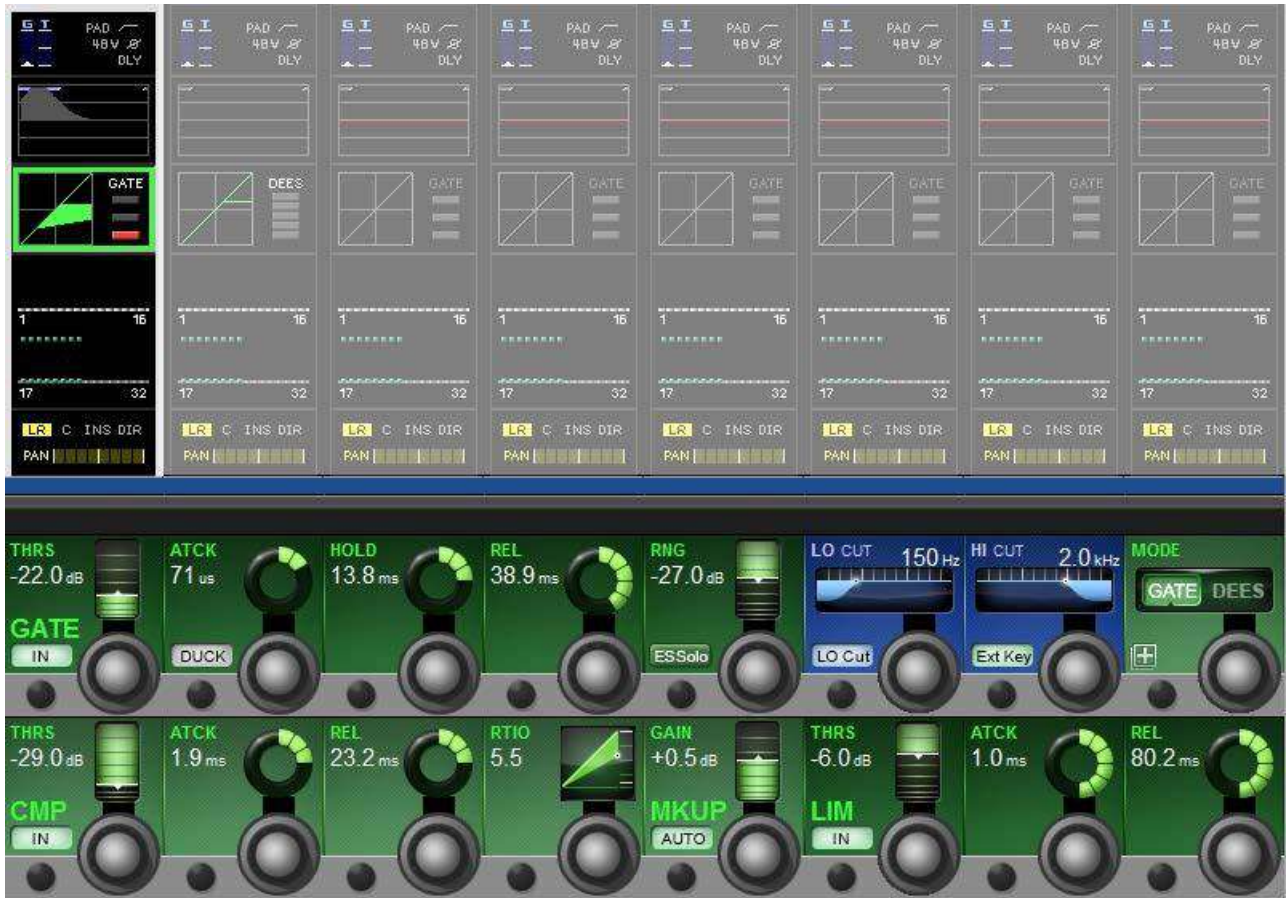 G T PAD G T PAD G T PAD G T PAD G T PAD G T PAD G T PAD G T PAD
48V Ø 48V Ø 48V Ø 48V Ø 48V Ø 48V Ø 48V Ø 48V Ø
DLY DLY DLY DLY DLY DLY DLY DLY
GATE DEES GATE GATE GATE GATE GATE GATE
1 16 1 16 1 16 1 16 1 16 1 16 1 16 1 16
17 32 17 32 17 32 17 32 17 32 17 32 17 32 17 32
LR C INS DIR LR C INS DIR LR C INS DIR LR C INS DIR LR C INS DIR LR C INS DIR LR C INS DIR LR C INS DIR
PAN PAN PAN PAN PAN PAN PAN PAN
THRS ATCK HOLD REL RNG LO CUT 150 Hz HI CUT 2.0 kHz MODE
-22.0 dB 71 us 13.8 ms 38.9 ms -27.0 dB GATE DEES
GATE
IN DUCK ESSolo LO Cut Ext Key
THRS ATCK REL RTIO GAIN THRS ATCK REL
-29.0 dB 1.9 ms 23.2 ms 5.5 +0.5 dB -6.0 dB 1.0 ms 80.2 ms
CMP MKUP LIM
IN AUTO IN